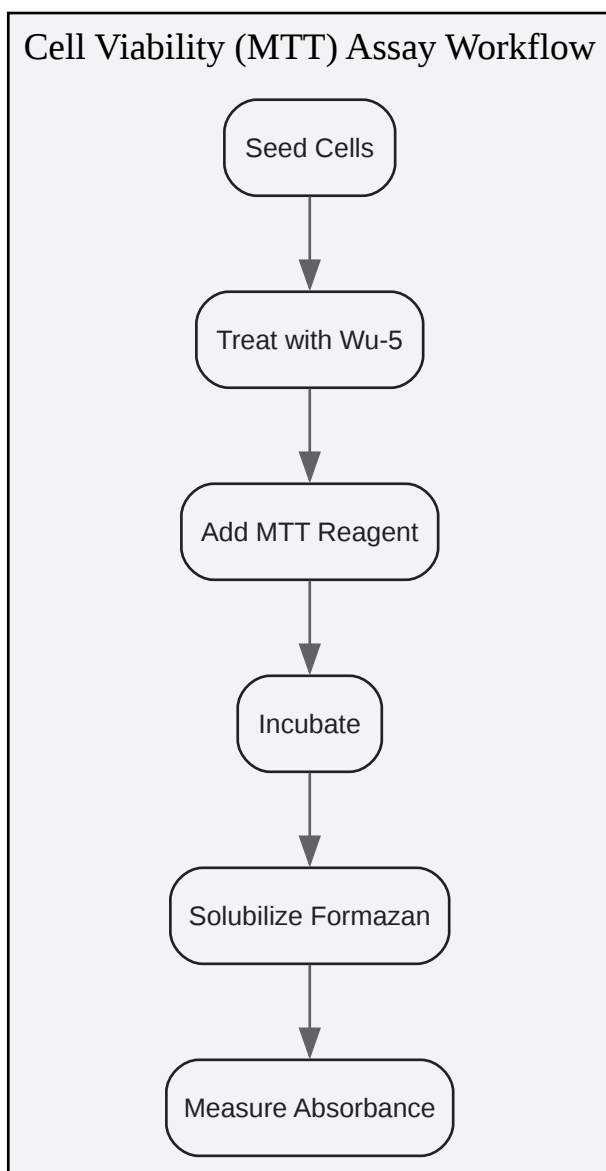 Cell Viability (MTT) Assay Workflow
Seed Cells
Treat with Wu-5
Add MTT Reagent
Incubate
Solubilize Formazan
Measure Absorbance